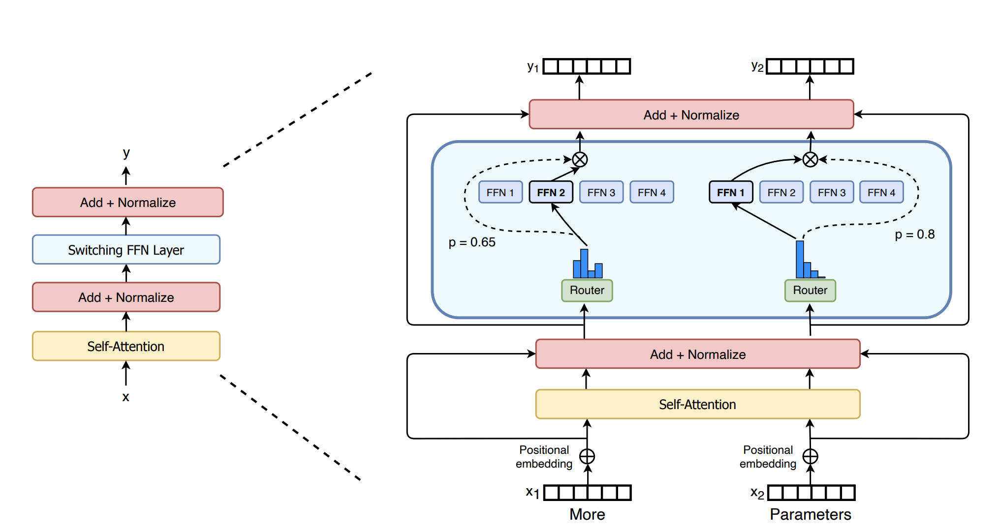 y
Add + Normalize
Switching FFN Layer
Add + Normalize
Self-Attention
x
y1
y2
Add + Normalize
FFN 1
FFN 2
FFN 3
FFN 4
FFN 1
FFN 2
FFN 3
FFN 4
p = 0.65
p = 0.8
Router
Router
Add + Normalize
Self-Attention
Positional
embedding
Positional
embedding
x1
x2
More
Parameters